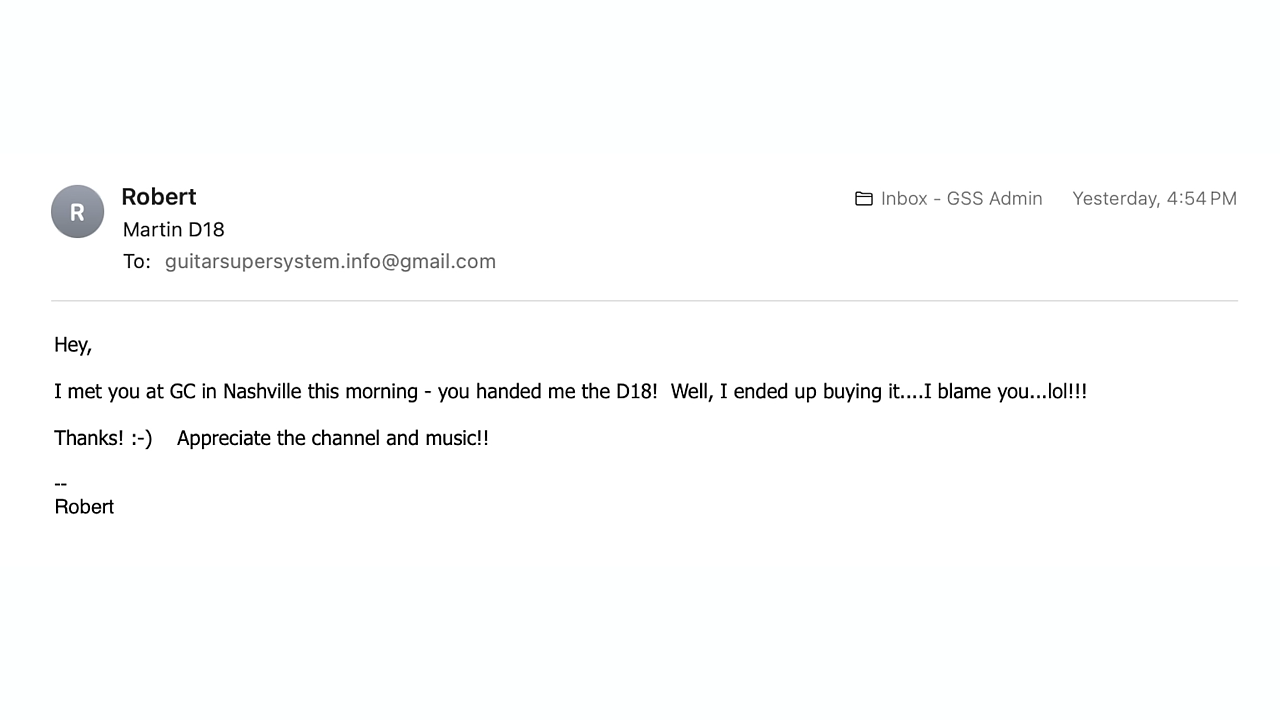 R
Robert
Inbox - GSS Admin Yesterday, 4:54 PM
Martin D18
To: guitarsupersystem.info@gmail.com
Hey,
I met you at GC in Nashville this morning - you handed me the D18!  Well, I ended up buying it....I blame you...lol!!!
Thanks! :-)    Appreciate the channel and music!!
--
Robert